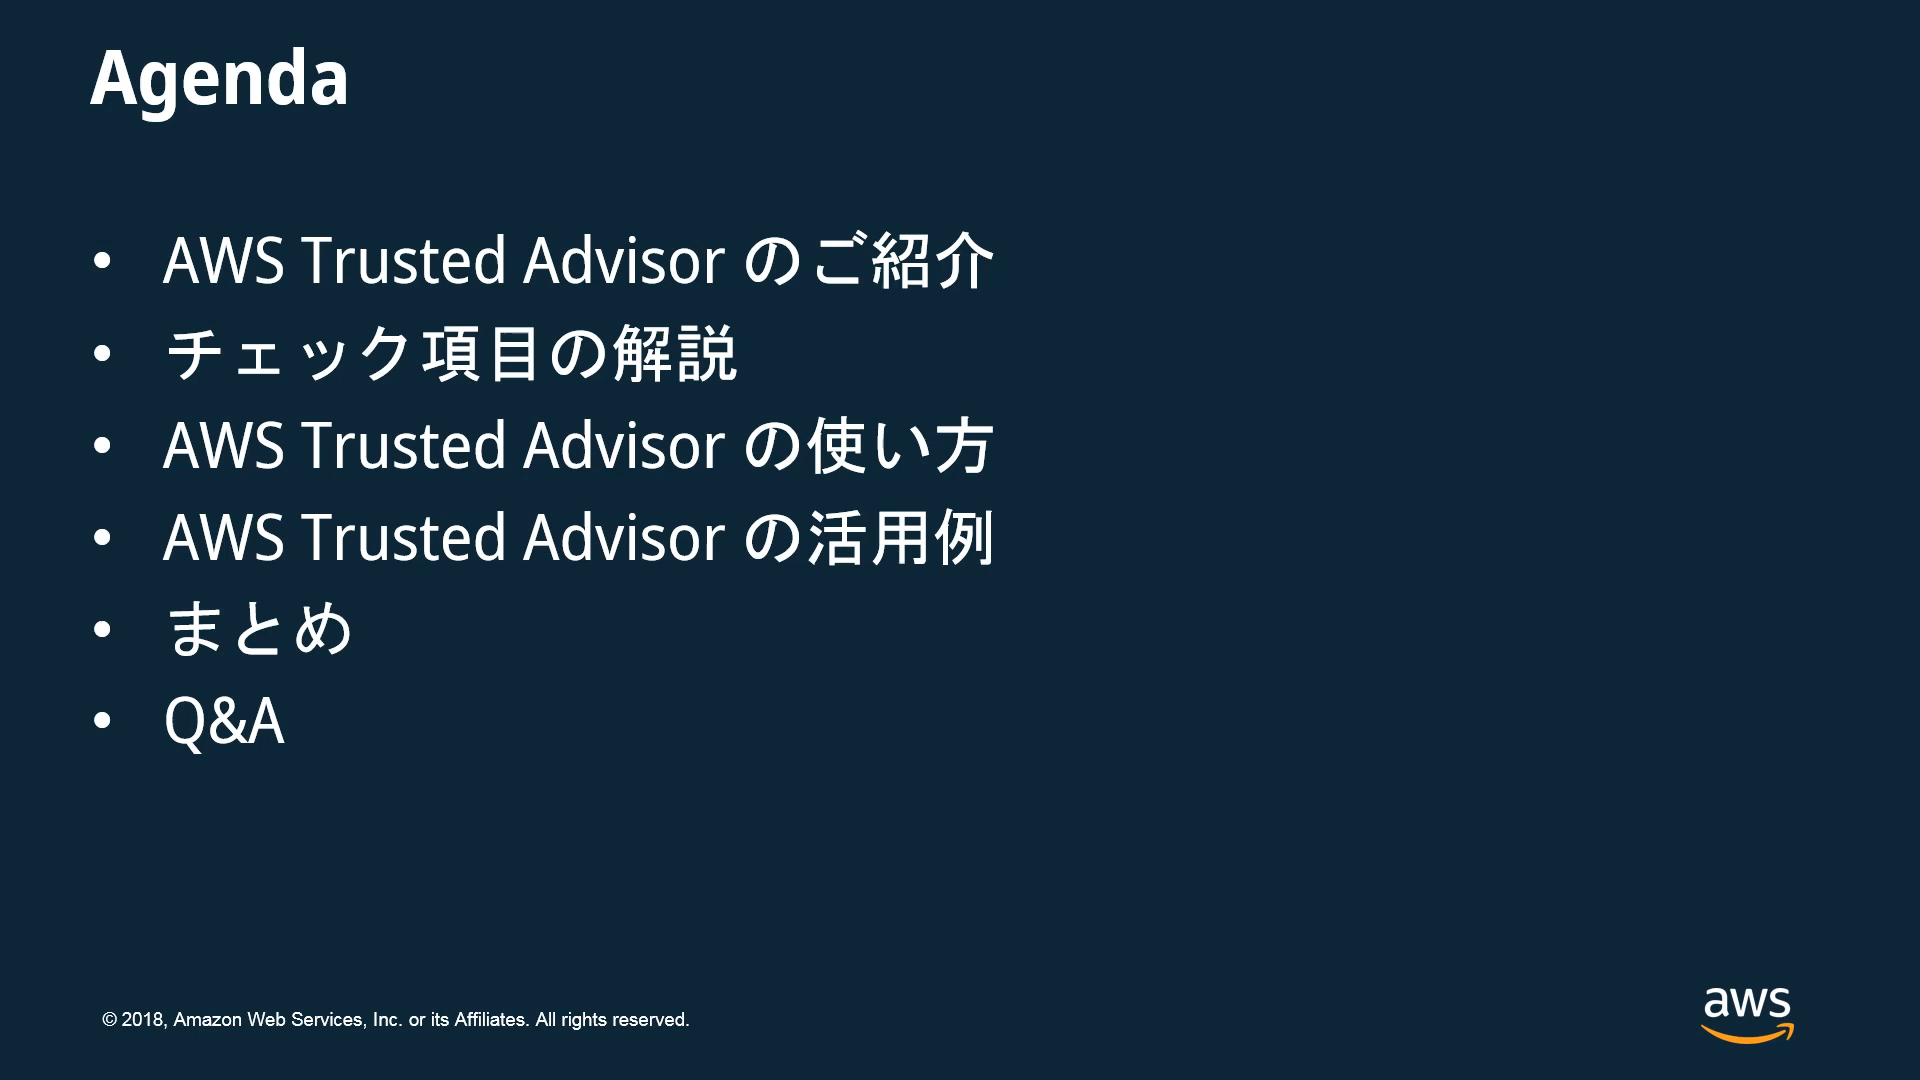 Agenda
• AWS Trusted Advisor のご紹介
• チェック項目の解説
• AWS Trusted Advisor の使い方
• AWS Trusted Advisor の活用例
• まとめ
• Q&A
© 2018, Amazon Web Services, Inc. or its Affiliates. All rights reserved.
aws